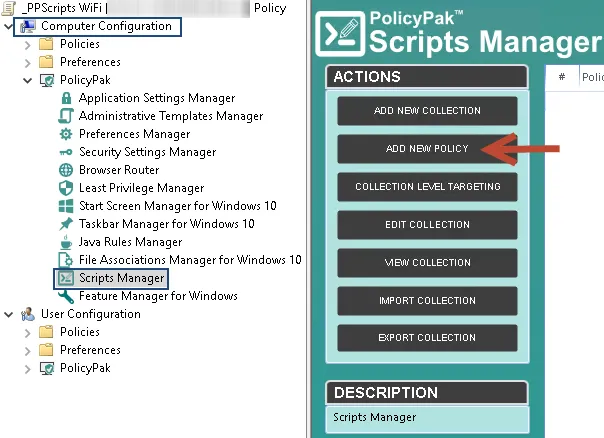 _PPScripts WiFi | Policy
Computer Configuration
Policies
Preferences
PolicyPak
Application Settings Manager
Administrative Templates Manager
Preferences Manager
Security Settings Manager
Browser Router
Least Privilege Manager
Start Screen Manager for Windows 10
Taskbar Manager for Windows 10
Java Rules Manager
File Associations Manager for Windows 10
Scripts Manager
Feature Manager for Windows
User Configuration
Policies
Preferences
PolicyPak
PolicyPak™
Scripts Manager
ACTIONS
ADD NEW COLLECTION
ADD NEW POLICY
COLLECTION LEVEL TARGETING
EDIT COLLECTION
VIEW COLLECTION
IMPORT COLLECTION
EXPORT COLLECTION
DESCRIPTION
Scripts Manager
# Polic